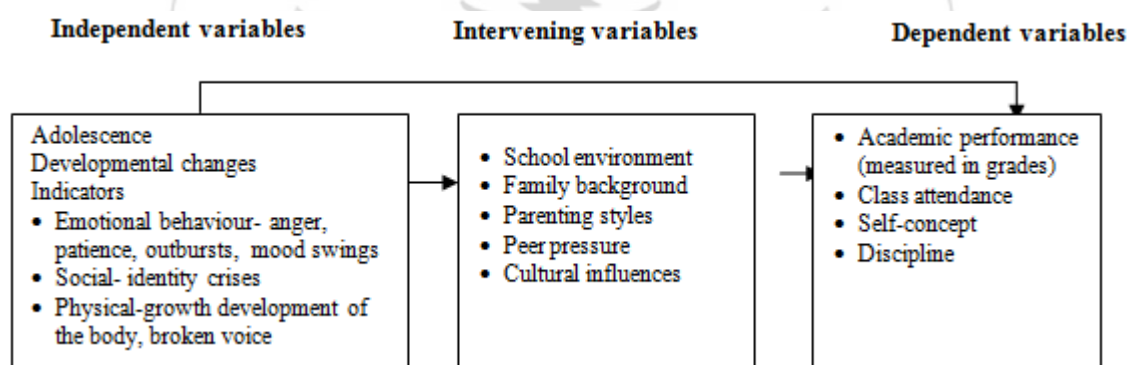 Independent variables
Intervening variables
Dependent variables
Adolescence
Developmental changes
Indicators
• Emotional behaviour- anger,
patience, outbursts, mood swings
• Social- identity crises
• Physical-growth development of
the body, broken voice
• School environment
• Family background
• Parenting styles
• Peer pressure
• Cultural influences
• Academic performance
(measured in grades)
• Class attendance
• Self-concept
• Discipline